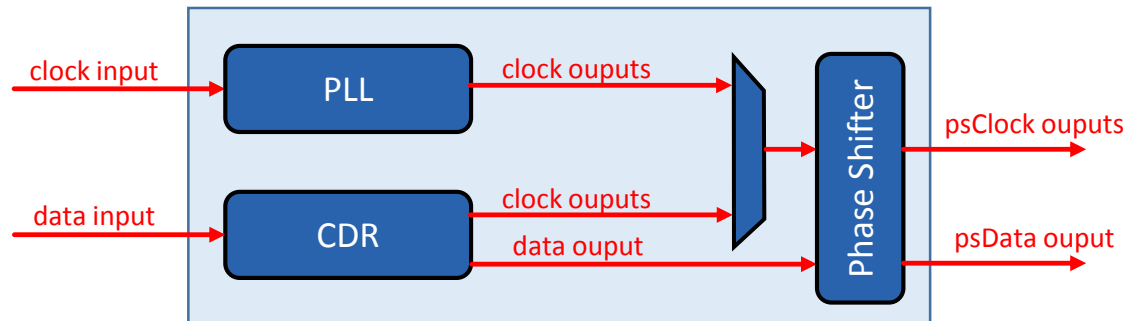 clock input
PLL
clock ouputs
psClock ouputs
Phase Shifter
data input
CDR
clock ouputs
data ouput
psData ouput